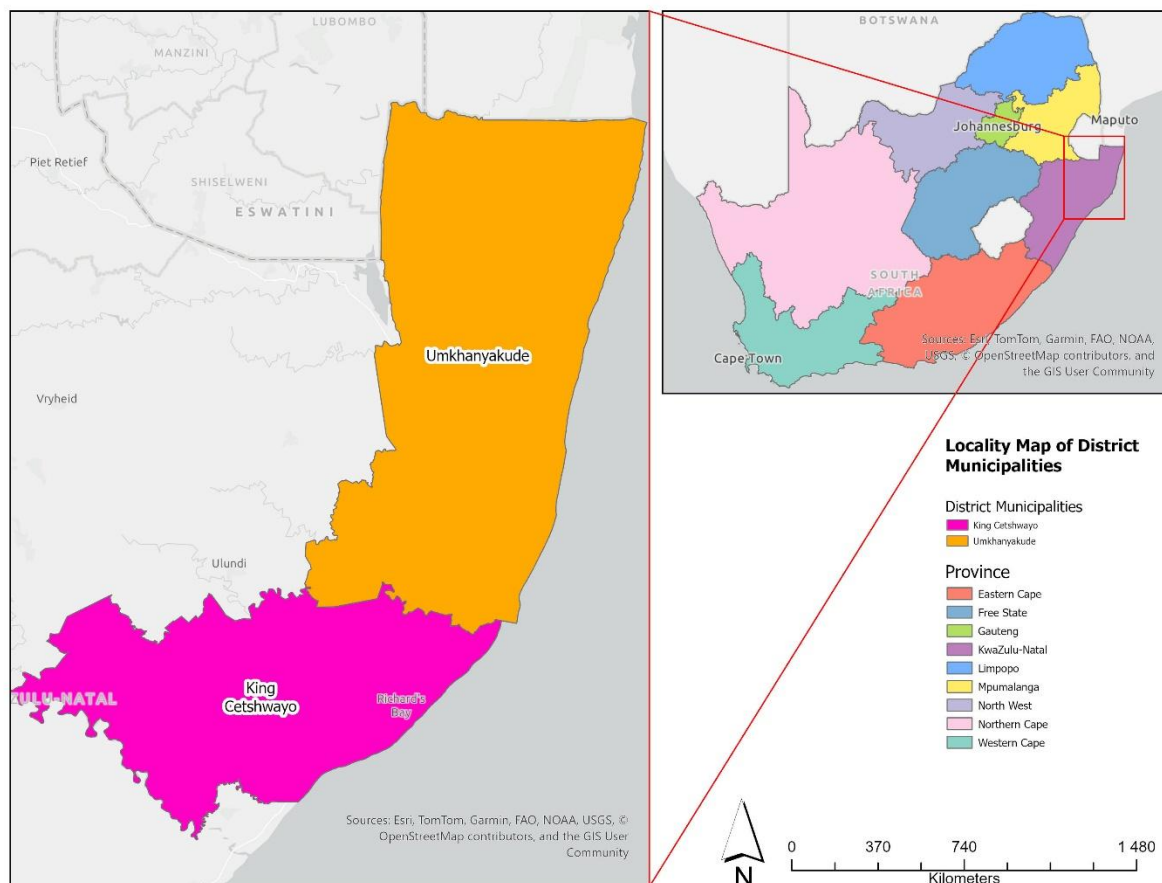 LUBOMBO
MANZINI
Piet Retief
SHISELWENI
ESWATINI
Umkhanyakude
Vryheid
Ulundi
King
Cetshwayo
ZULU-NATAL
Richard's
Bay
Sources: Esri, TomTom, Garmin, FAO, NOAA, USGS, ©
OpenStreetMap contributors, and the GIS User
Community
BOTSWANA
Johannesburg
Maputo
SOUTH
AFRICA
Cape Town
Sources: Esri, TomTom, Garmin, FAO, NOAA,
USGS, © OpenStreetMap contributors, and
the GIS User Community
Locality Map of District
Municipalities
District Municipalities
King Cetshwayo
Umkhanyakude
Province
Eastern Cape
Free State
Gauteng
KwaZulu-Natal
Limpopo
Mpumalanga
North West
Northern Cape
Western Cape
N
0 370 740 1 480
Kilometers